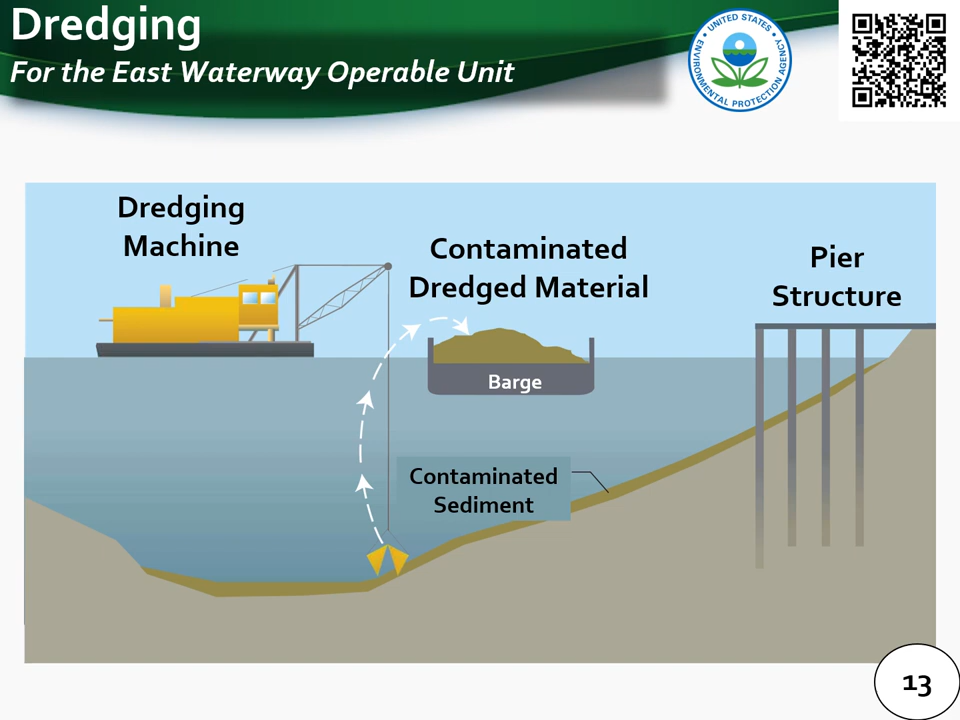 Dredging
For the East Waterway Operable Unit
UNITED STATES
ENVIRONMENTAL PROTECTION AGENCY
Dredging
Machine
Contaminated
Dredged Material
Pier
Structure
Barge
Contaminated
Sediment
13